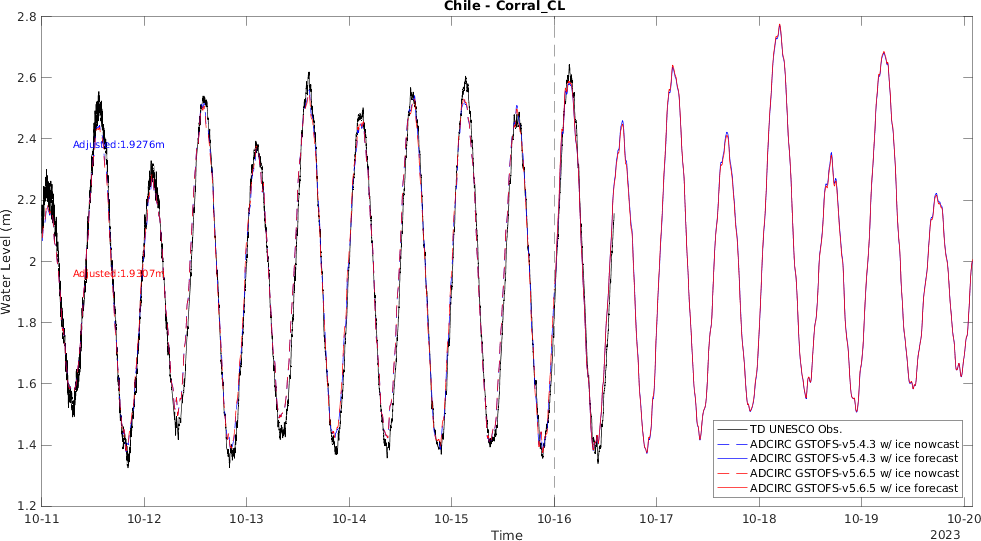 Chile - Corral_CL
2.8
2.6
2.4
2.2
2
1.8
1.6
1.4
1.2
Water Level (m)
Adjusted:1.9276m
Adjusted:1.9307m
TD UNESCO Obs.
ADCIRC GSTOFS-v5.4.3 w/ ice nowcast
ADCIRC GSTOFS-v5.4.3 w/ ice forecast
ADCIRC GSTOFS-v5.6.5 w/ ice nowcast
ADCIRC GSTOFS-v5.6.5 w/ ice forecast
10-11 10-12 10-13 10-14 10-15 10-16 10-17 10-18 10-19 10-20
Time
2023